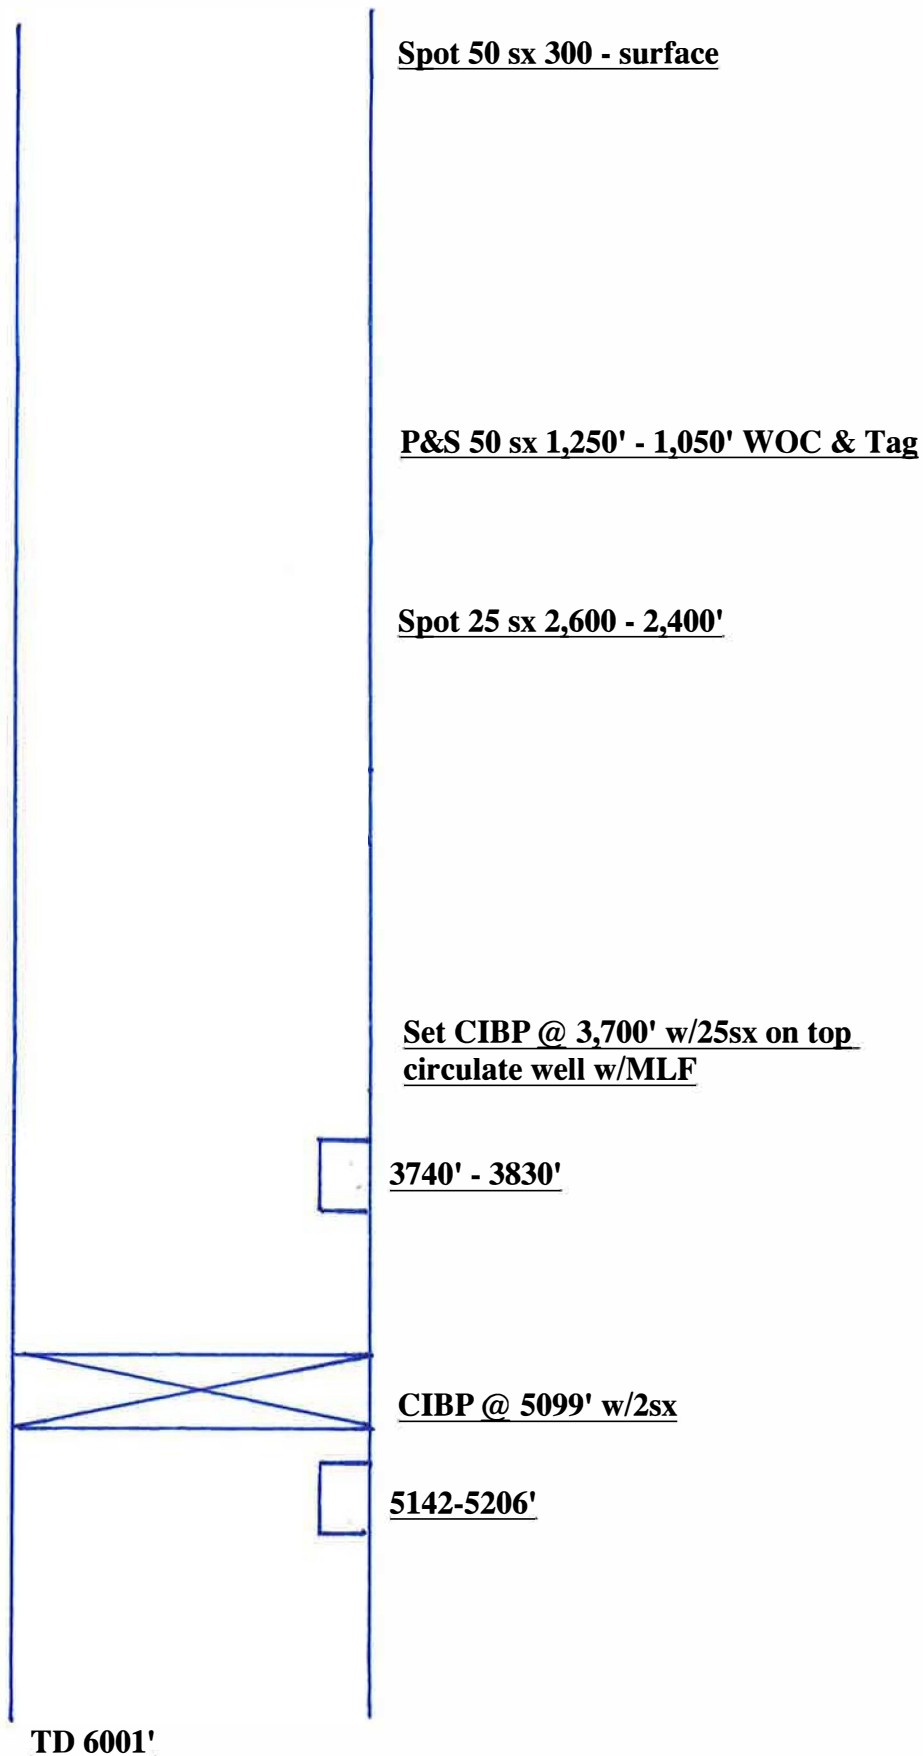 Spot 50 sx 300 - surface
P&S 50 sx 1,250' - 1,050' WOC & Tag
Spot 25 sx 2,600 - 2,400'
Set CIBP @ 3,700' w/25sx on top
circulate well w/MLF
3740' - 3830'
CIBP @ 5099' w/2sx
5142-5206'
TD 6001'